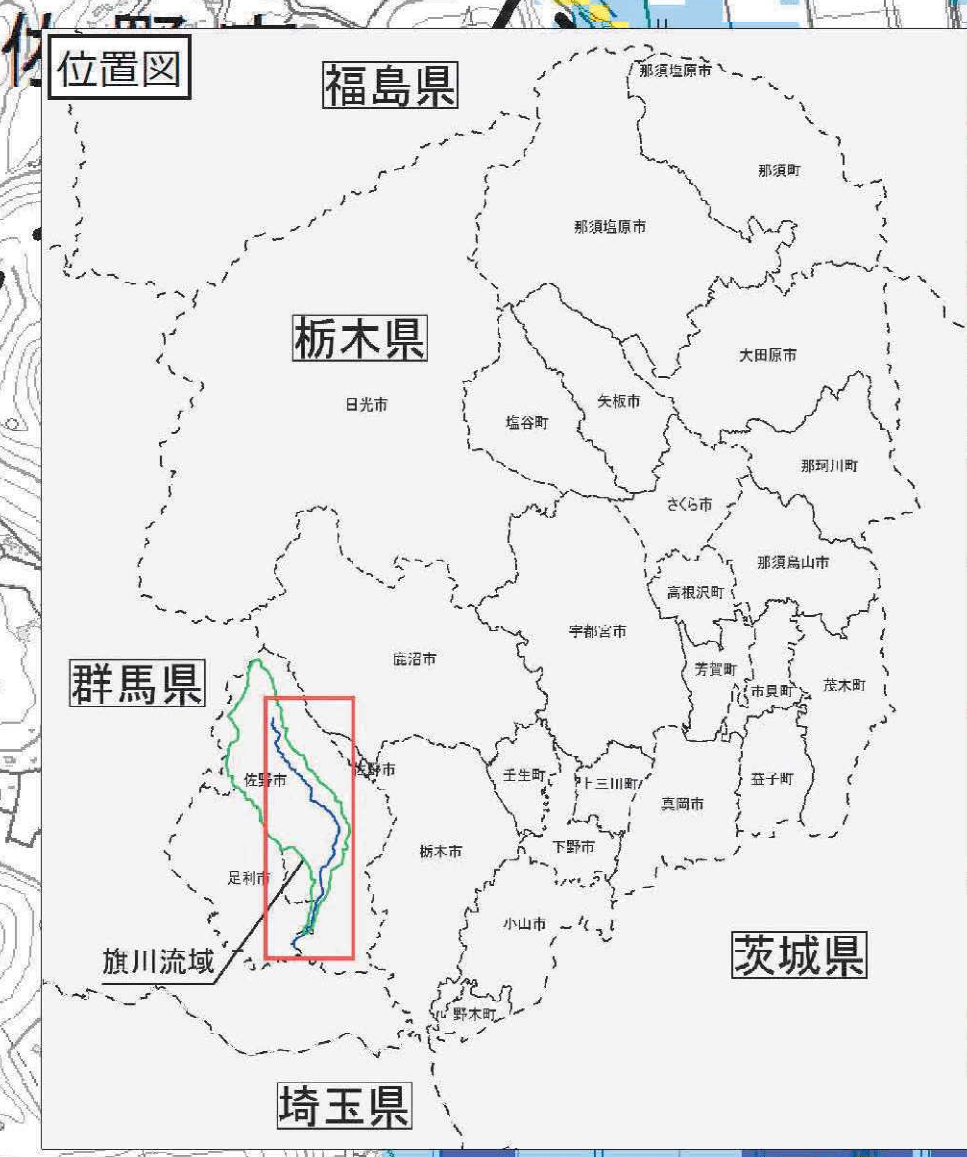 位置図
福島県
那須塩原市
那須町
那須塩原市
栃木県
大田原市
日光市
矢板市
塩谷町
那珂川町
さくら市
那須烏山市
高根沢町
宇都宮市
鹿沼市
芳賀町
群馬県
茂木町
市貝町
佐野市
佐野市
壬生町
上三川町
益子町
真岡市
栃木市
下野市
足利市
小山市
旗川流域
茨城県
野木町
埼玉県